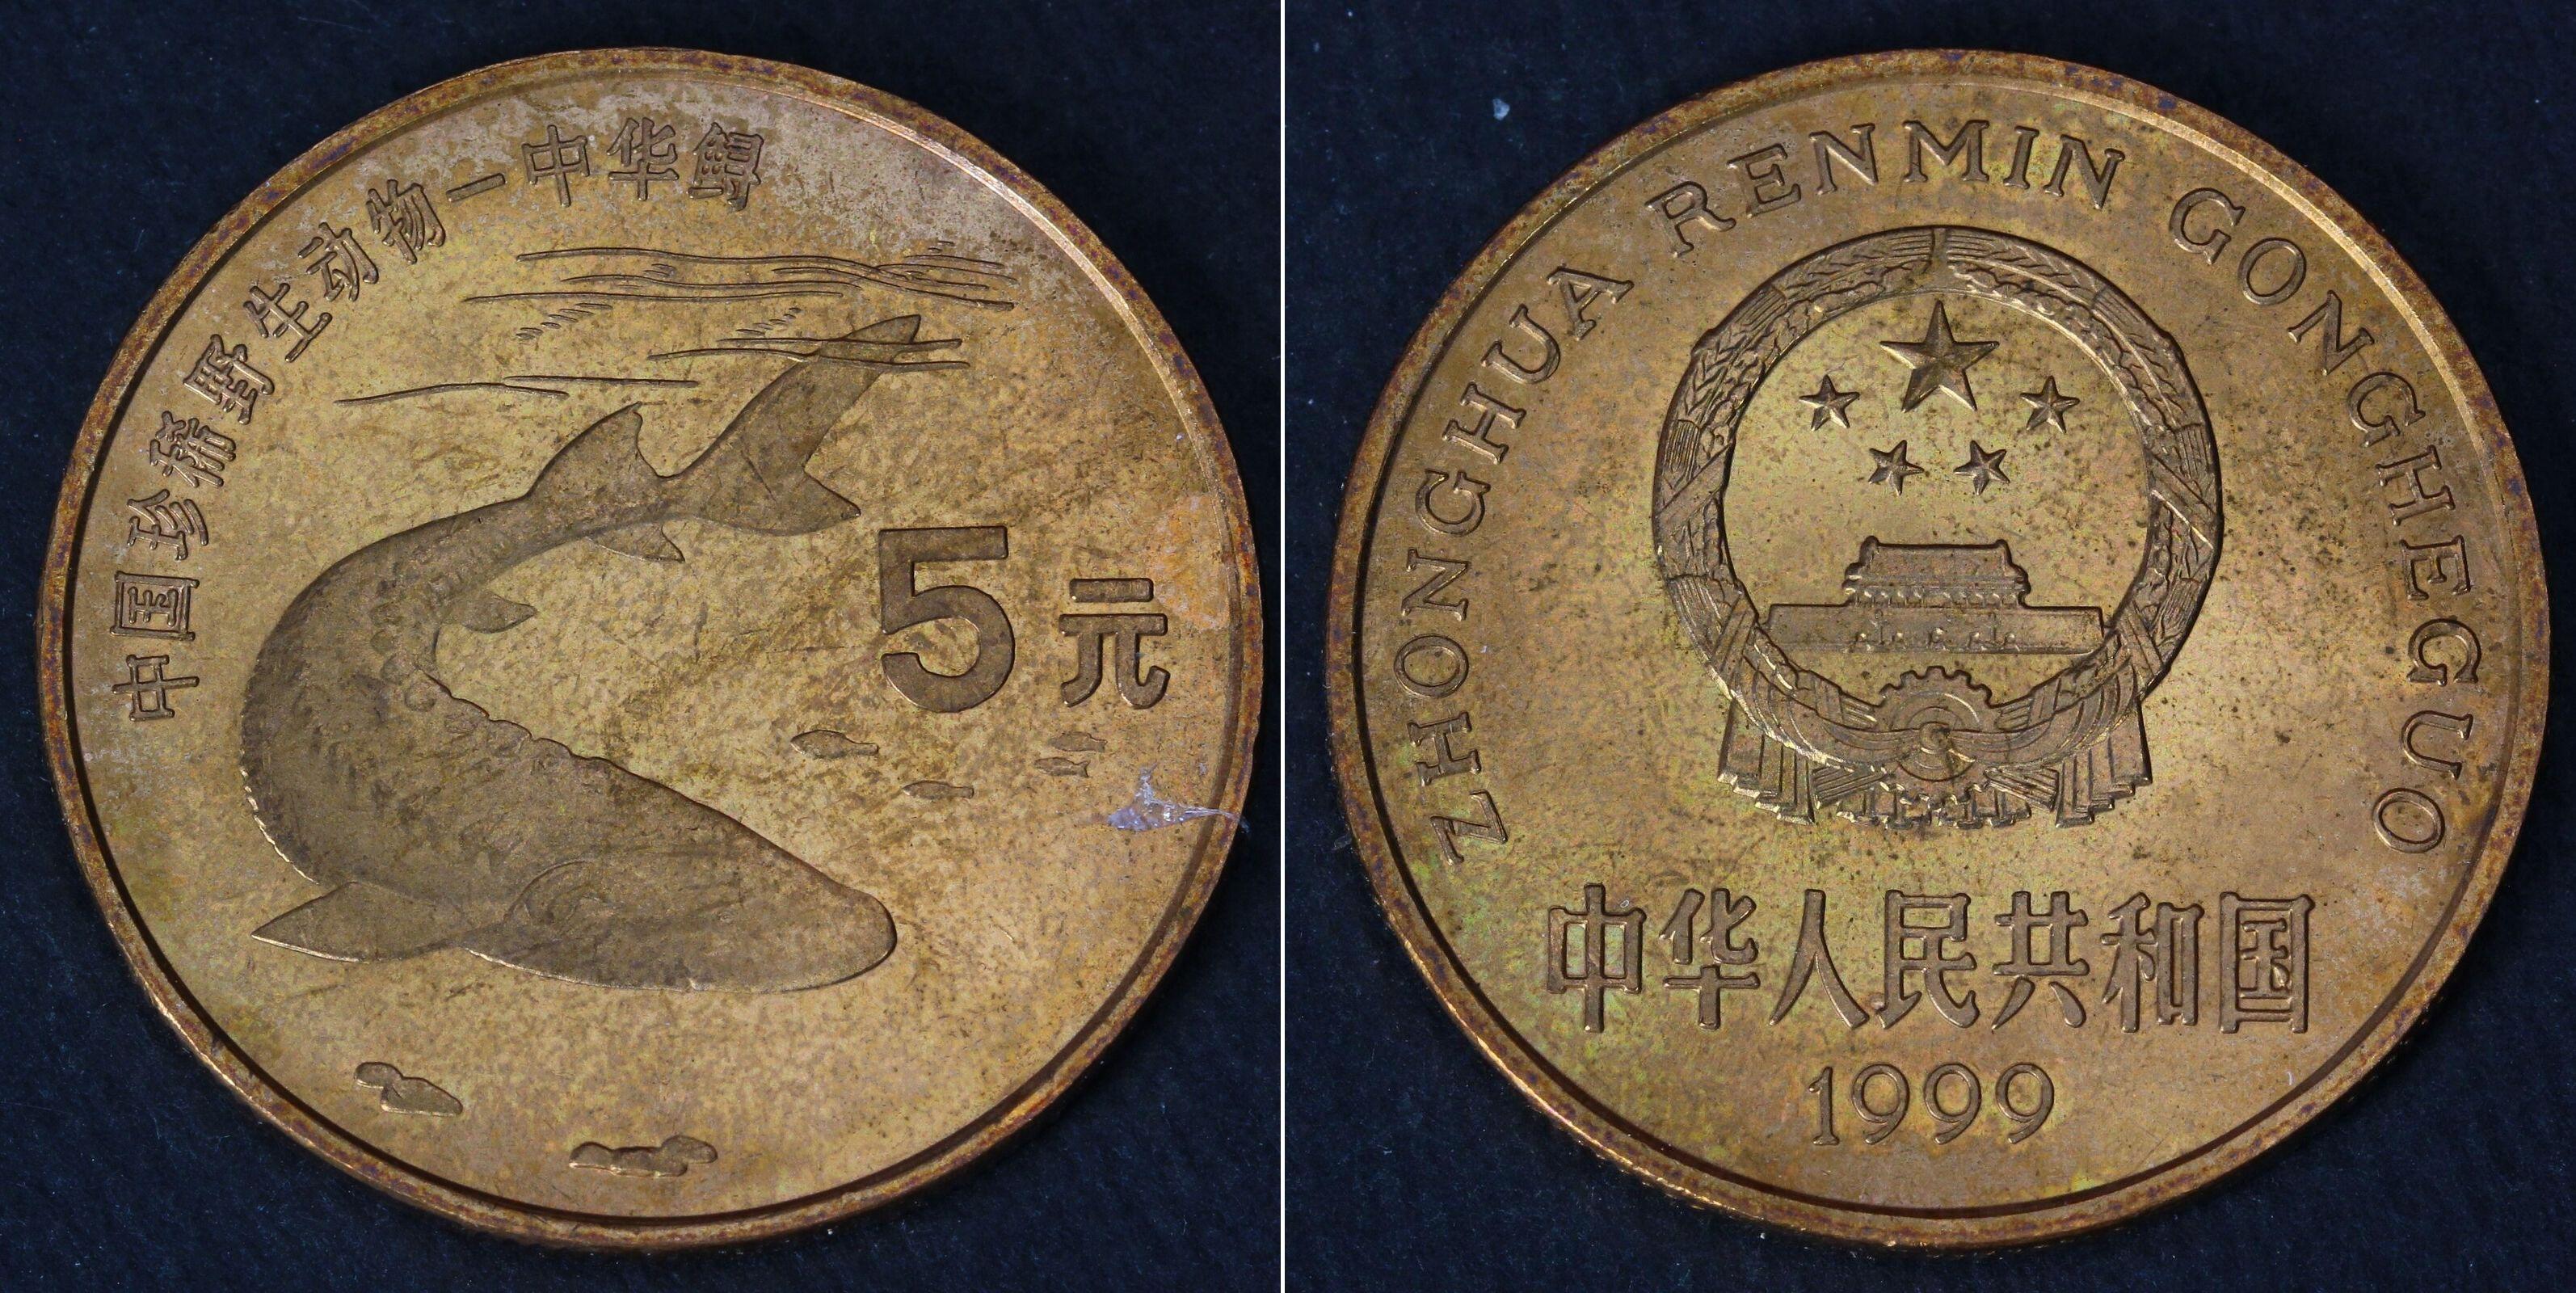 中国珍稀野生动物—中华鲟
5元
ZHONGHUA RENMIN GONGHEGUO
中华人民共和国
1999